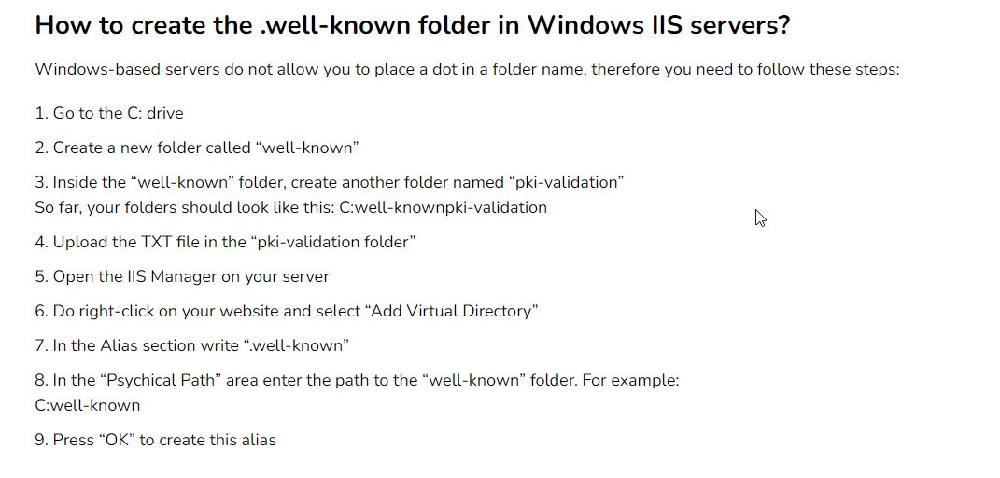 How to create the .well-known folder in Windows IIS servers?
Windows-based servers do not allow you to place a dot in a folder name, therefore you need to follow these steps:
1. Go to the C: drive
2. Create a new folder called “well-known”
3. Inside the “well-known” folder, create another folder named “pki-validation”
So far, your folders should look like this: C:well-knownpki-validation
4. Upload the TXT file in the “pki-validation folder”
5. Open the IIS Manager on your server
6. Do right-click on your website and select “Add Virtual Directory”
7. In the Alias section write “.well-known”
8. In the “Psychical Path” area enter the path to the “well-known” folder. For example:
C:well-known
9. Press “OK” to create this alias